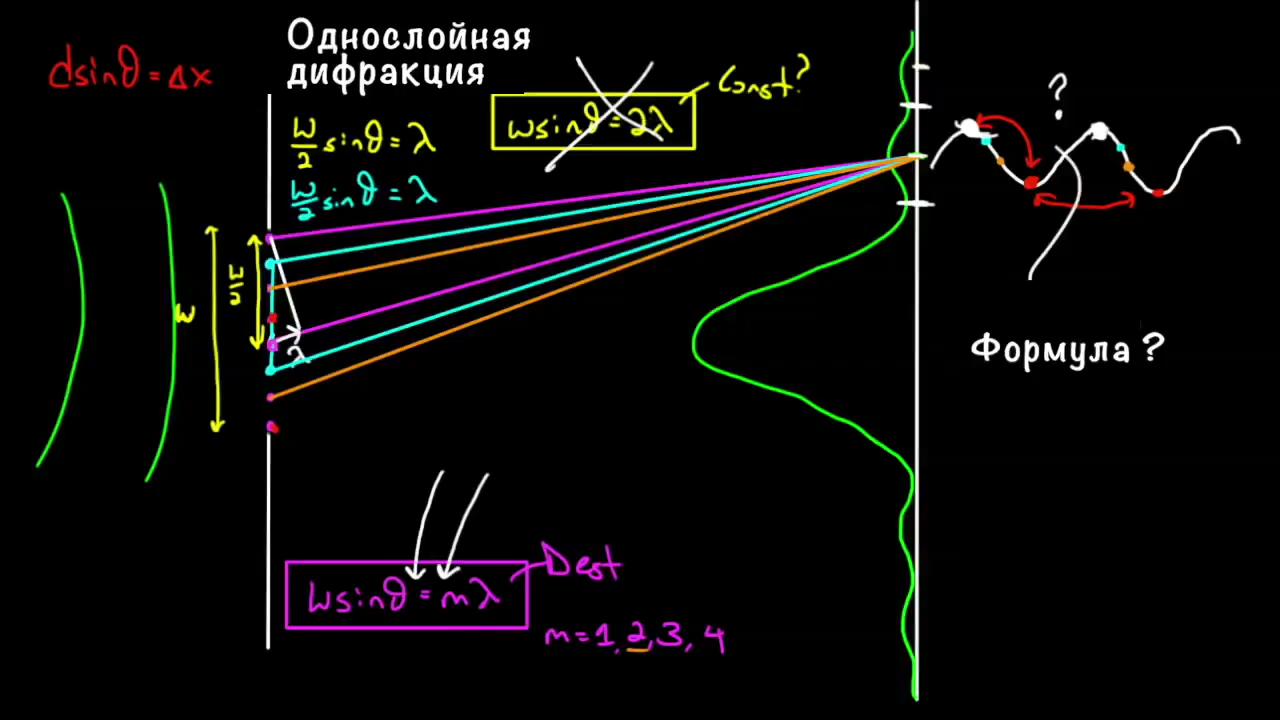 Однослойная
дифракция
dsinθ = Δx
w/2 sinθ = λ
w/2 sinθ = λ
wsinθ = 2λ
Const?
?
w/2
w
λ
Формула ?
Wsinθ = mλ
Dest
m = 1, 2, 3, 4